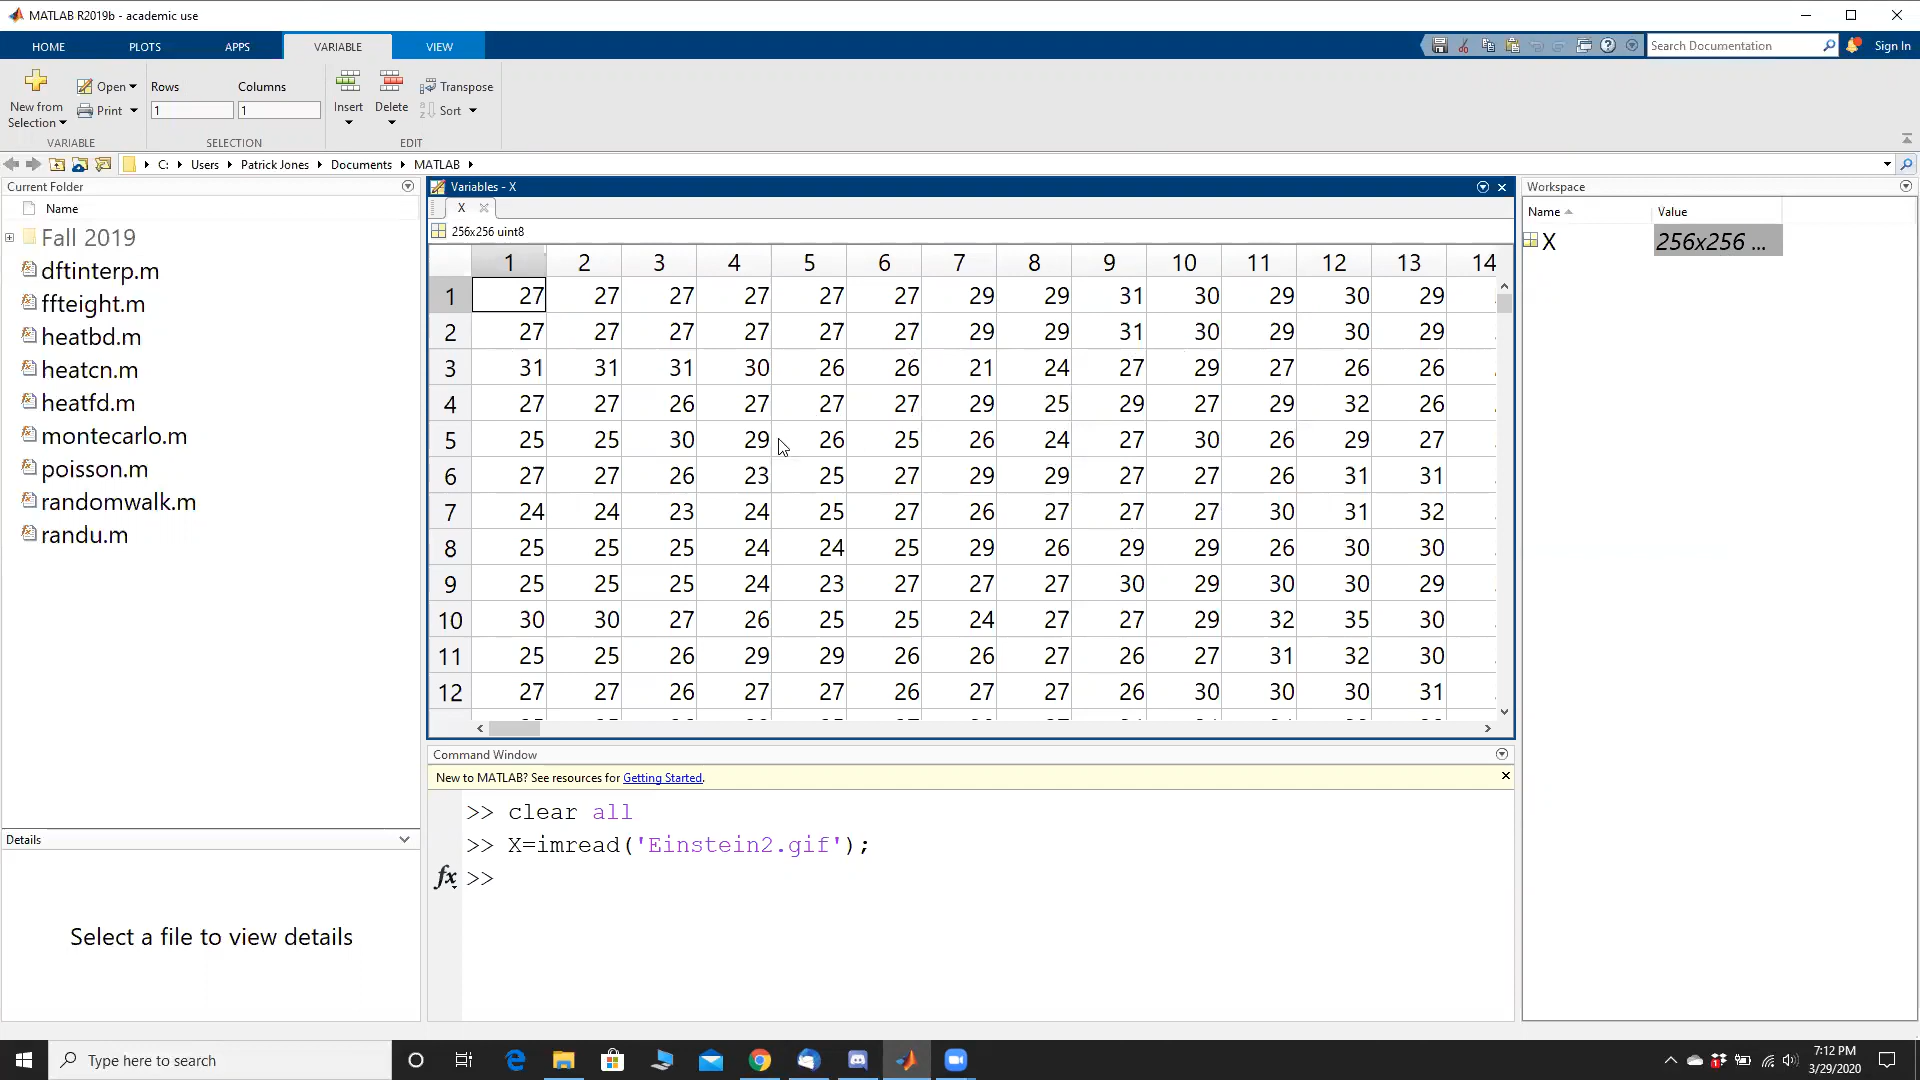 MATLAB R2019b - academic use
HOME PLOTS APPS VARIABLE VIEW
Search Documentation
Sign In
New from
Selection
Open
Print
Rows
1
Columns
1
Insert
Delete
Transpose
Sort
VARIABLE
SELECTION
EDIT
C: Users Patrick Jones Documents MATLAB
Current Folder
Name
Fall 2019
dftinterp.m
ffteight.m
heatbd.m
heatcn.m
heatfd.m
montecarlo.m
poisson.m
randomwalk.m
randu.m
Details
Select a file to view details
Variables - X
X
256x256 uint8
1 2 3 4 5 6 7 8 9 10 11 12 13 14
1 27 27 27 27 27 27 29 29 31 30 29 30 29
2 27 27 27 27 27 27 29 29 31 30 29 30 29
3 31 31 31 30 26 26 21 24 27 29 27 26 26
4 27 27 26 27 27 27 29 25 29 27 29 32 26
5 25 25 30 29 26 25 26 24 27 30 26 29 27
6 27 27 26 23 25 27 29 29 27 27 26 31 31
7 24 24 23 24 25 27 26 27 27 27 30 31 32
8 25 25 25 24 24 25 29 26 29 29 26 30 30
9 25 25 25 24 23 27 27 27 30 29 30 30 29
10 30 30 27 26 25 25 24 27 27 29 32 35 30
11 25 25 26 29 29 26 26 27 26 27 31 32 30
12 27 27 26 27 27 26 27 27 26 30 30 30 31
Command Window
New to MATLAB? See resources for Getting Started.
>> clear all
>> X=imread('Einstein2.gif');
fx >>
Workspace
Name Value
X 256x256 ...
Type here to search
7:12 PM
3/29/2020